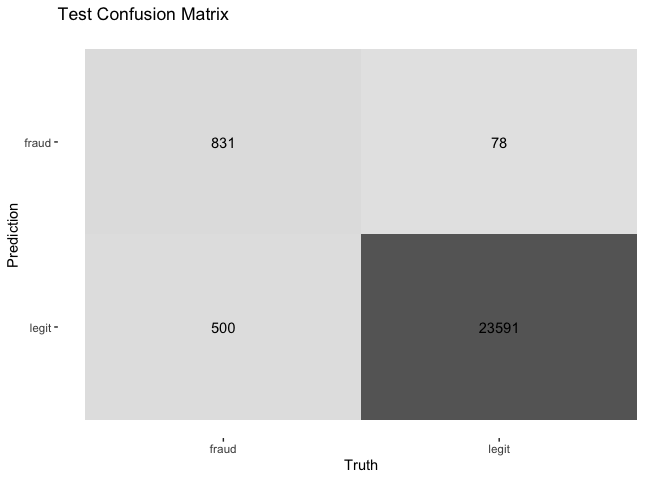 Test Confusion Matrix
Prediction
fraud
831
78
legit
500
23591
fraud
legit
Truth